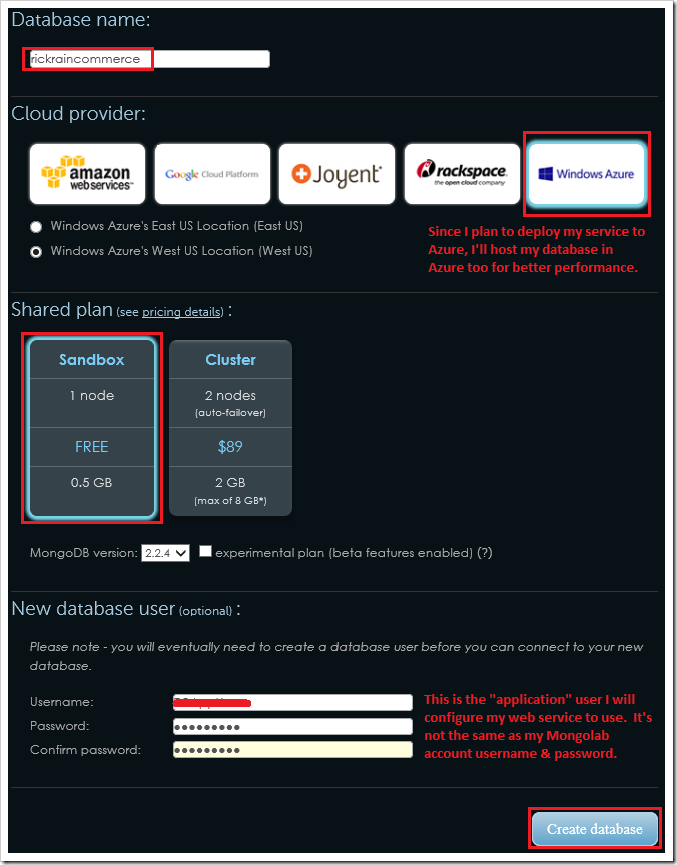 Database name:
rickraincommerce
Cloud provider:
amazon
webservices™
Google Cloud Platform
Joyent®
rackspace.
the open cloud company
Windows Azure
Windows Azure's East US Location (East US)
Windows Azure's West US Location (West US)
Since I plan to deploy my service to
Azure, I'll host my database in
Azure too for better performance.
Shared plan (see pricing details) :
Sandbox
1 node
FREE
0.5 GB
Cluster
2 nodes
(auto-failover)
$89
2 GB
(max of 8 GB*)
MongoDB version: 2.2.4 experimental plan (beta features enabled) (?)
New database user (optional) :
Please note - you will eventually need to create a database user before you can connect to your new
database.
Username:
Password:
Confirm password:
This is the "application" user I will
configure my web service to use. It's
not the same as my Mongolab
account username & password.
Create database